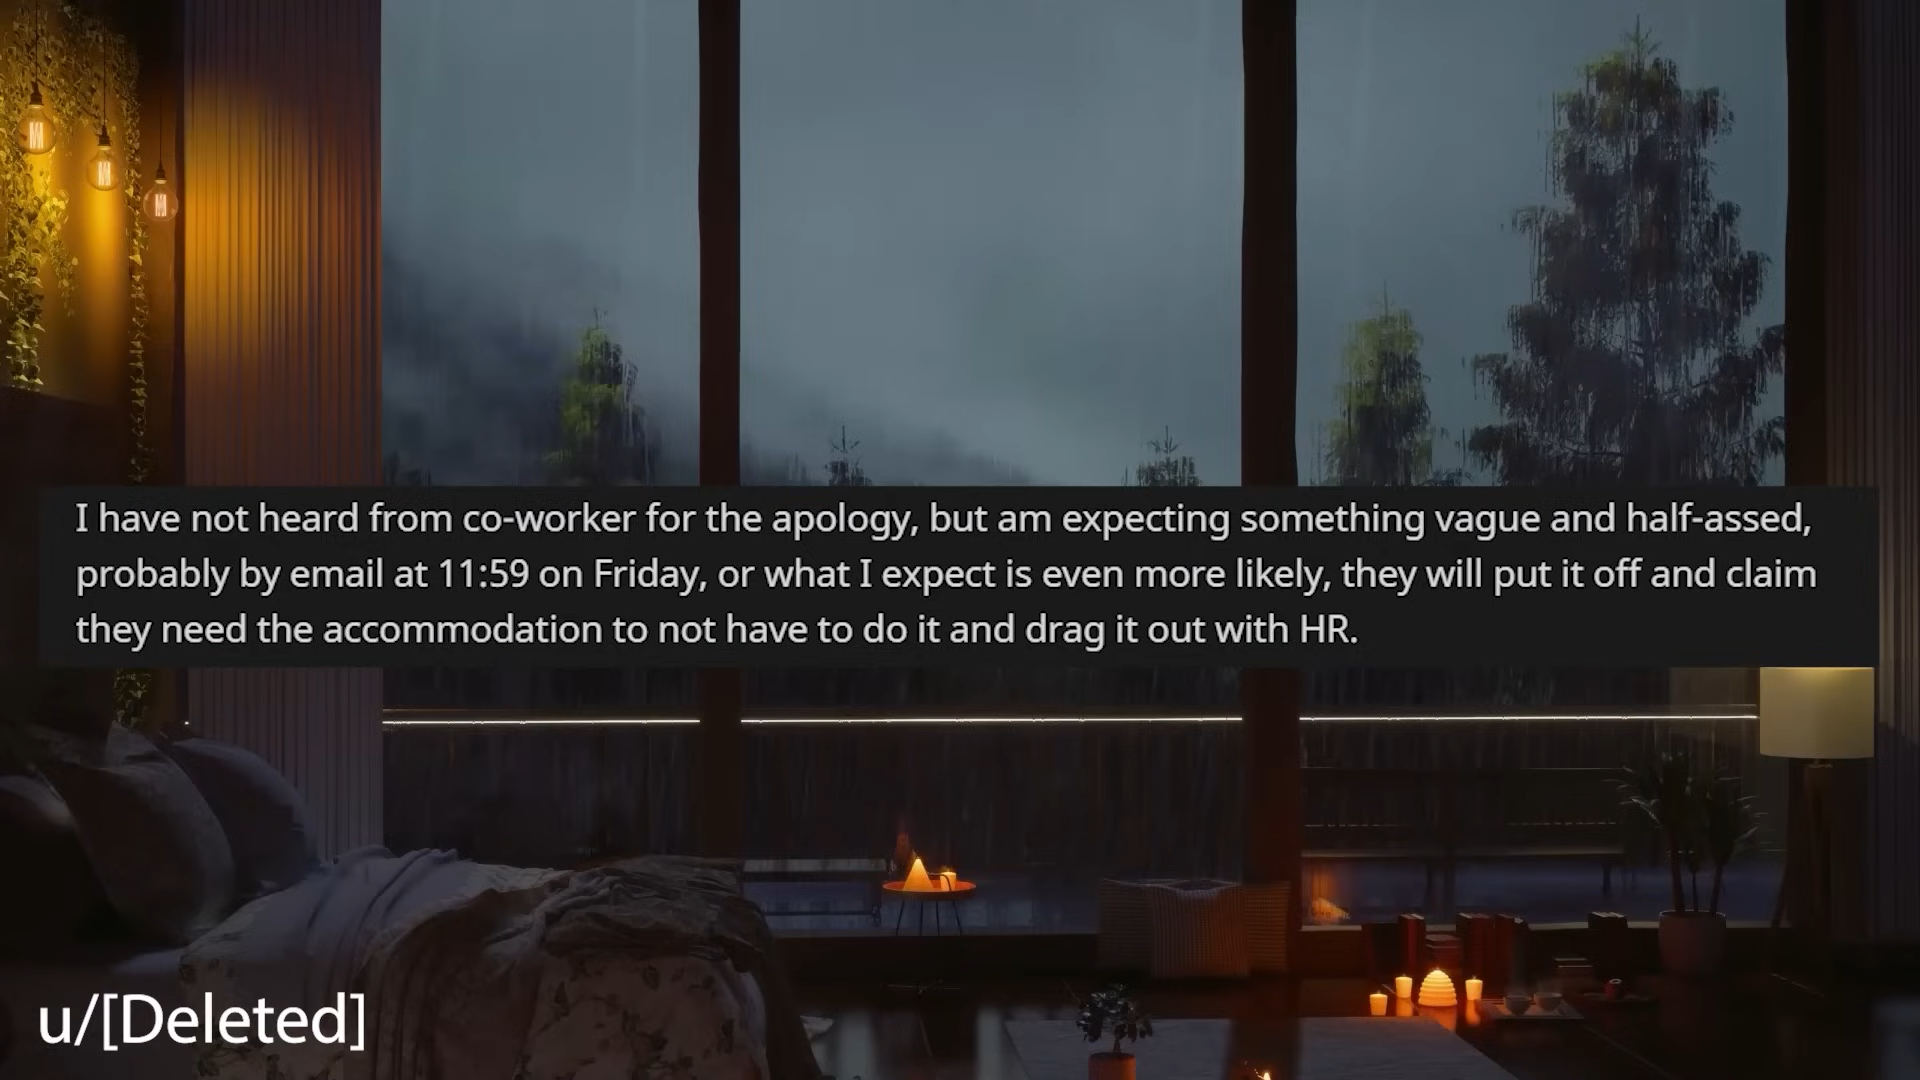 I have not heard from co-worker for the apology, but am expecting something vague and half-assed,
probably by email at 11:59 on Friday, or what I expect is even more likely, they will put it off and claim
they need the accommodation to not have to do it and drag it out with HR.
u/[Deleted]